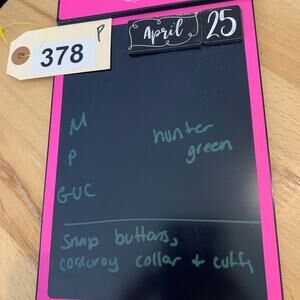 P
378
April 25
M
hunter
P
green
GUC
Snap buttons,
corduroy collar + cuffs